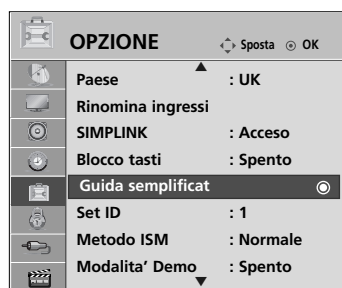 OPZIONE Sposta OK
Paese : UK
Rinomina ingressi
SIMPLINK : Acceso
Blocco tasti : Spento
Guida semplificat
Set ID : 1
Metodo ISM : Normale
Modalita' Demo : Spento